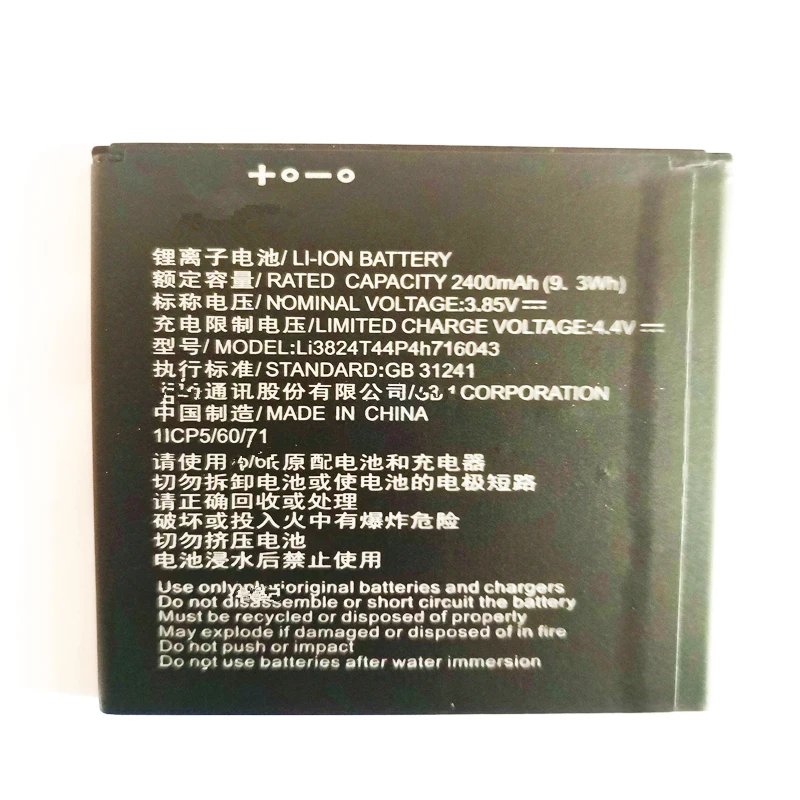 +o-o
锂离子电池/ LI-ION BATTERY
额定容量/ RATED CAPACITY 2400mAh (9. 3Wh)
标称电压/ NOMINAL VOLTAGE:3.85V⎓
充电限制电压/LIMITED CHARGE VOLTAGE:4.4V⎓
型号/ MODEL:Li3824T44P4h716043
执行标准/ STANDARD:GB 31241
通讯股份有限公司/ CORPORATION
中国制造/ MADE IN CHINA
1ICP5/60/71
请使用 原配电池和充电器
切勿拆卸电池或使电池的电极短路
请正确回收或处理
破坏或投入火中有爆炸危险
切勿挤压电池
电池浸水后禁止使用
Use only original batteries and chargers
Do not disassemble or short circuit the battery
Must be recycled or disposed of properly
May explode if damaged or disposed of in fire
Do not push or impact
Do not use batteries after water immersion